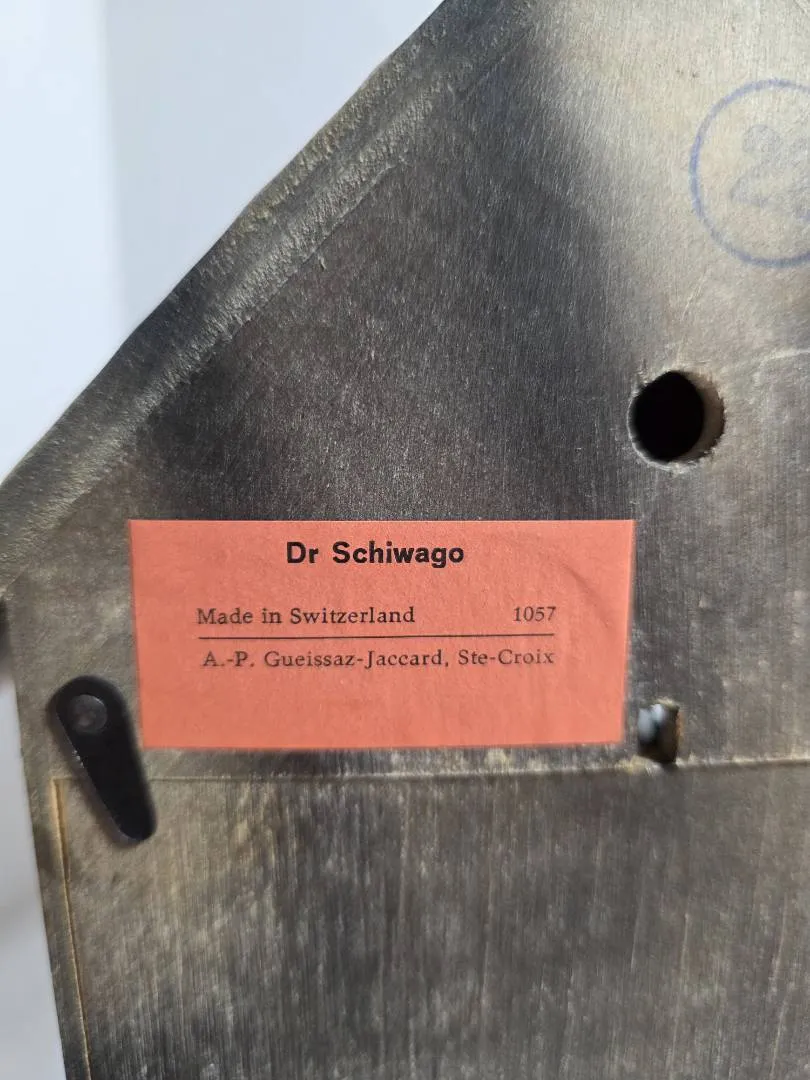 Dr Schiwago
Made in Switzerland 1057
A.-P. Gueissaz-Jaccard, Ste-Croix